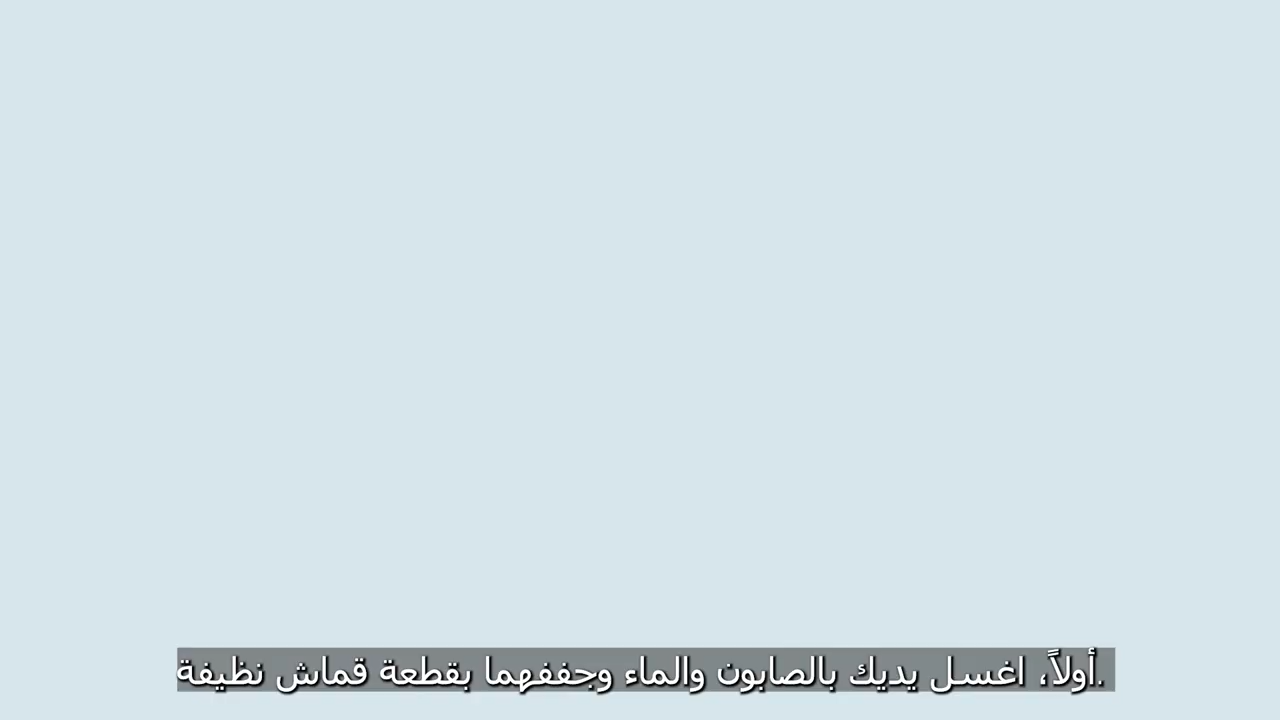 أولاً، اغسل يديك بالصابون والماء وجففهما بقطعة قماش نظيفة.